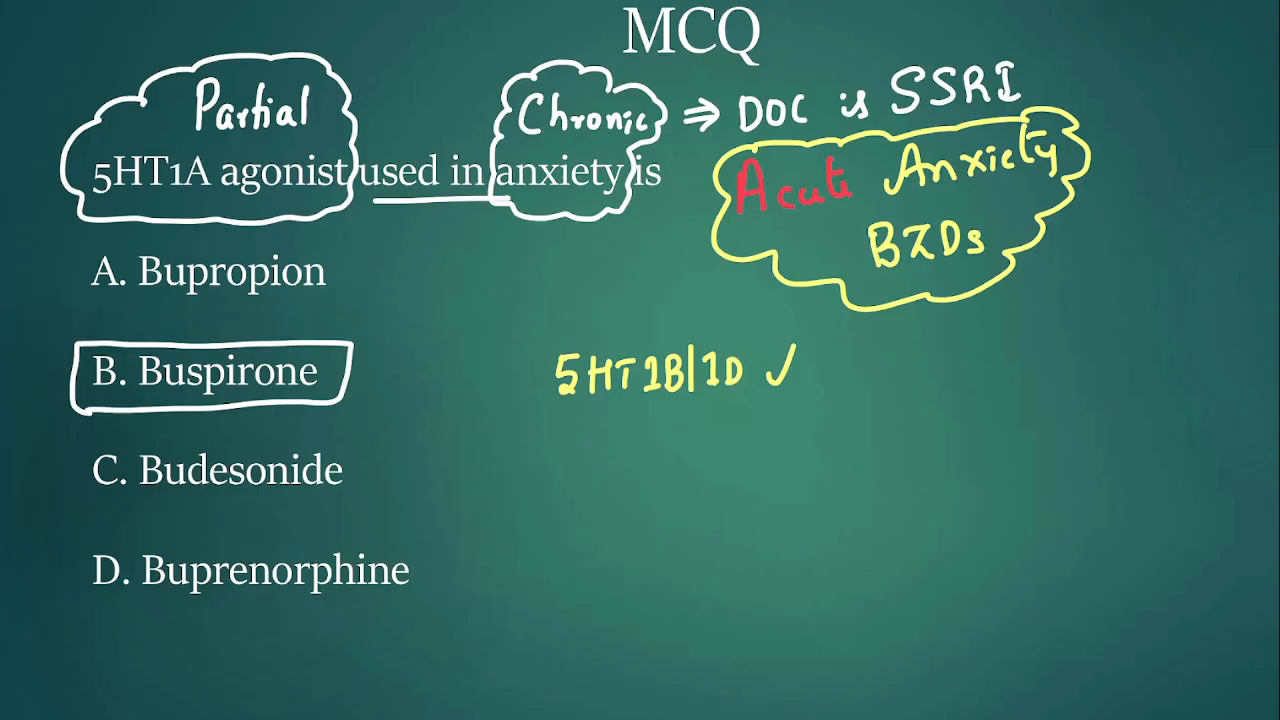 MCQ
Partial
Chronic ⇒ DOC is SSRI
5HT1A agonist used in anxiety is
Acute Anxiety
BZDs
A. Bupropion
B. Buspirone
5HT1B|1D ✓
C. Budesonide
D. Buprenorphine